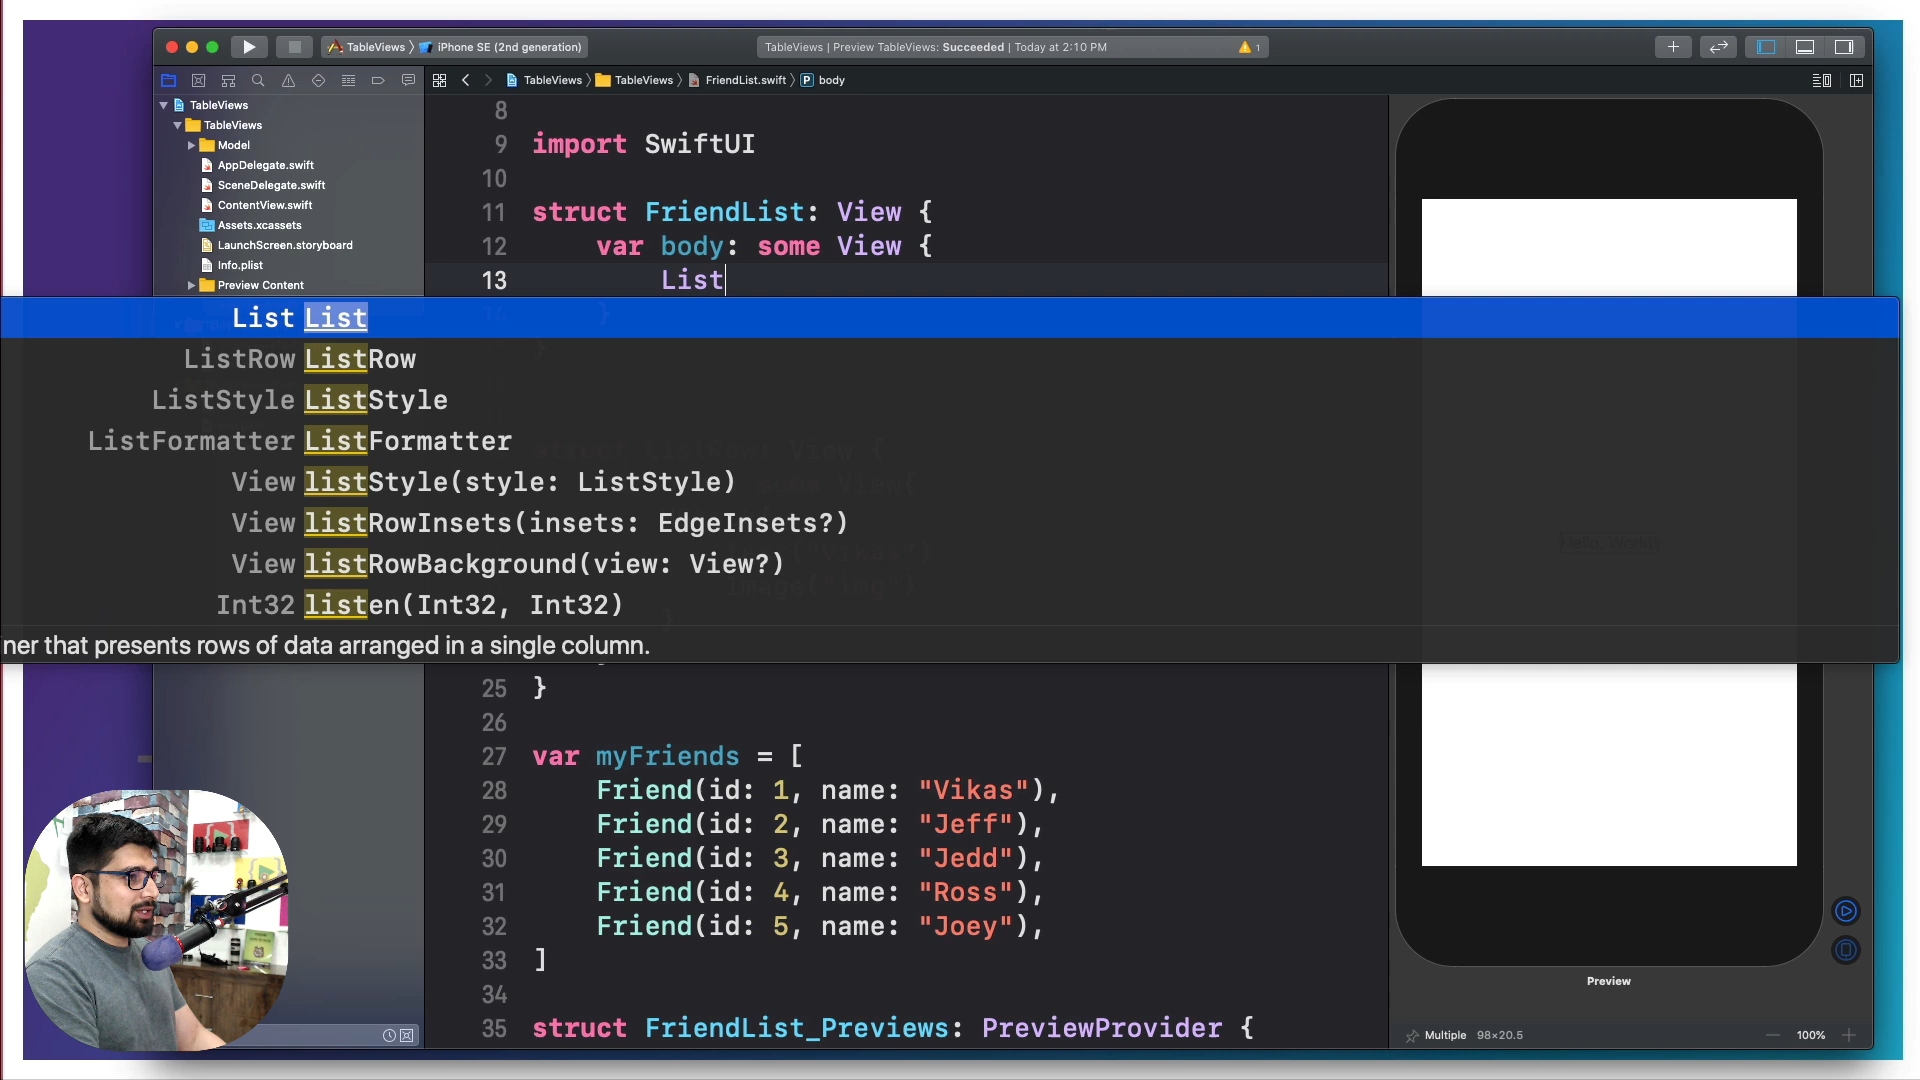 TableViews iPhone SE (2nd generation)
TableViews | Preview TableViews: Succeeded | Today at 2:10 PM
1
TableViews TableViews FriendList.swift P body
TableViews
TableViews
Model
AppDelegate.swift
SceneDelegate.swift
ContentView.swift
Assets.xcassets
LaunchScreen.storyboard
Info.plist
Preview Content
8
9 import SwiftUI
10
11 struct FriendList: View {
12 var body: some View {
13 List
List List
ListRow ListRow
ListStyle ListStyle
ListFormatter ListFormatter
View listStyle(style: ListStyle)
View listRowInsets(insets: EdgeInsets?)
View listRowBackground(view: View?)
Int32 listen(Int32, Int32)
ner that presents rows of data arranged in a single column.
25 }
26
27 var myFriends = [
28 Friend(id: 1, name: "Vikas"),
29 Friend(id: 2, name: "Jeff"),
30 Friend(id: 3, name: "Jedd"),
31 Friend(id: 4, name: "Ross"),
32 Friend(id: 5, name: "Joey"),
33 ]
34
35 struct FriendList_Previews: PreviewProvider {
Preview
Multiple 98×20.5
100%